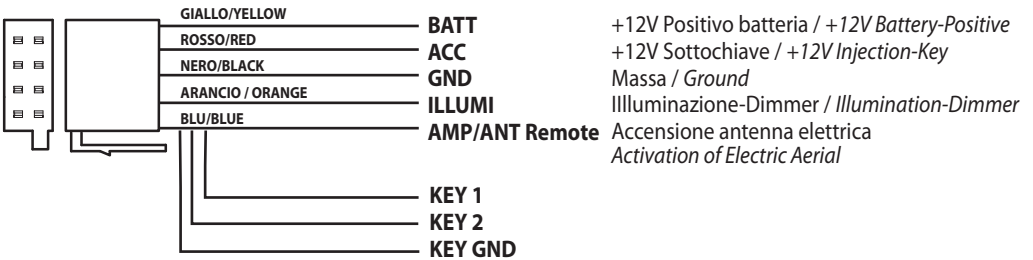 GIALLO/YELLOW BATT +12V Positivo batteria / +12V Battery-Positive
ROSSO/RED ACC +12V Sottochiave / +12V Injection-Key
NERO/BLACK GND Massa / Ground
ARANCIO / ORANGE ILLUMI IIlluminazione-Dimmer / Illumination-Dimmer
BLU/BLUE AMP/ANT Remote Accensione antenna elettrica
Activation of Electric Aerial
KEY 1
KEY 2
KEY GND